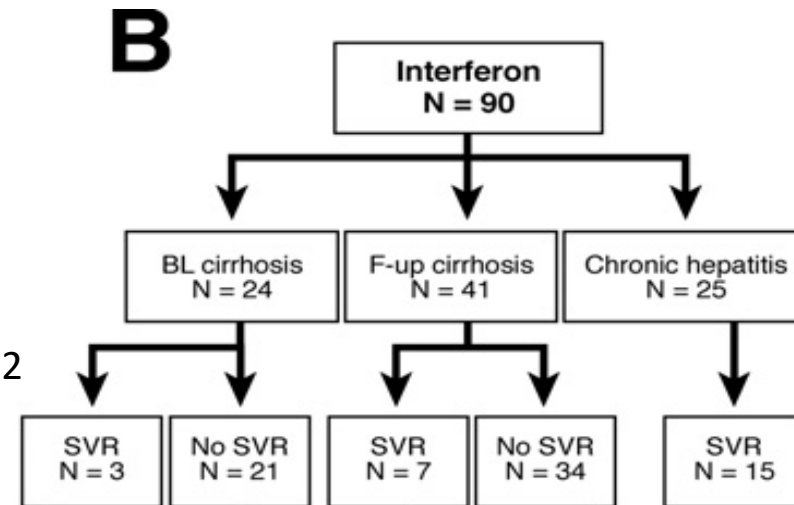 B
Interferon
N = 90
BL cirrhosis
N = 24
F-up cirrhosis
N = 41
Chronic hepatitis
N = 25
2
SVR
N = 3
No SVR
N = 21
SVR
N = 7
No SVR
N = 34
SVR
N = 15